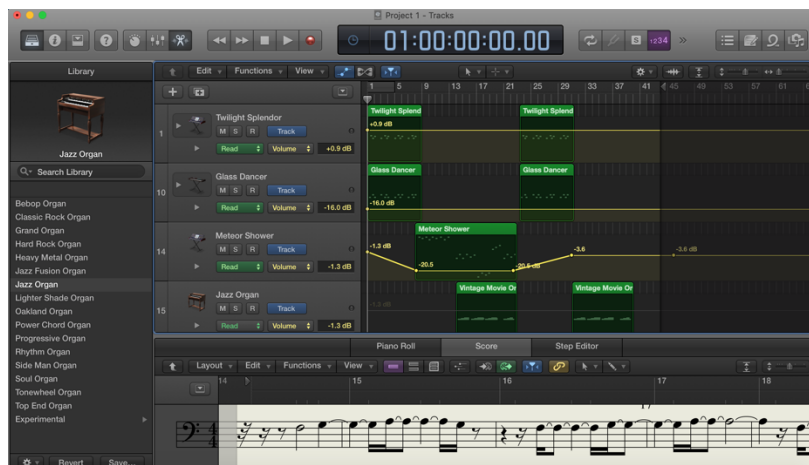 Project 1 - Tracks
01:00:00:00.00
S
1234
Library
Edit
Functions
View
1
5
9
13
17
21
25
29
33
37
41
45
49
53
57
61
Jazz Organ
Search Library
Bebop Organ
Classic Rock Organ
Grand Organ
Hard Rock Organ
Heavy Metal Organ
Jazz Fusion Organ
Jazz Organ
Lighter Shade Organ
Oakland Organ
Power Chord Organ
Progressive Organ
Rhythm Organ
Side Man Organ
Soul Organ
Tonewheel Organ
Top End Organ
Experimental
Revert
Save...
1
Twilight Splendor
M S R Track
Read Volume +0.9 dB
Twilight Splend
Twilight Splend
+0.9 dB
10
Glass Dancer
M S R Track
Read Volume -16.0 dB
Glass Dancer
Glass Dancer
-16.0 dB
14
Meteor Shower
M S R Track
Read Volume -1.3 dB
Meteor Shower
-1.3 dB
-20.5
-20.5 dB
-3.6
-3.6 dB
15
Jazz Organ
M S R Track
Read Volume -1.3 dB
Vintage Movie Or
Vintage Movie Or
-1.3 dB
Piano Roll
Score
Step Editor
Layout
Edit
Functions
View
14
15
16
17
18
4
4